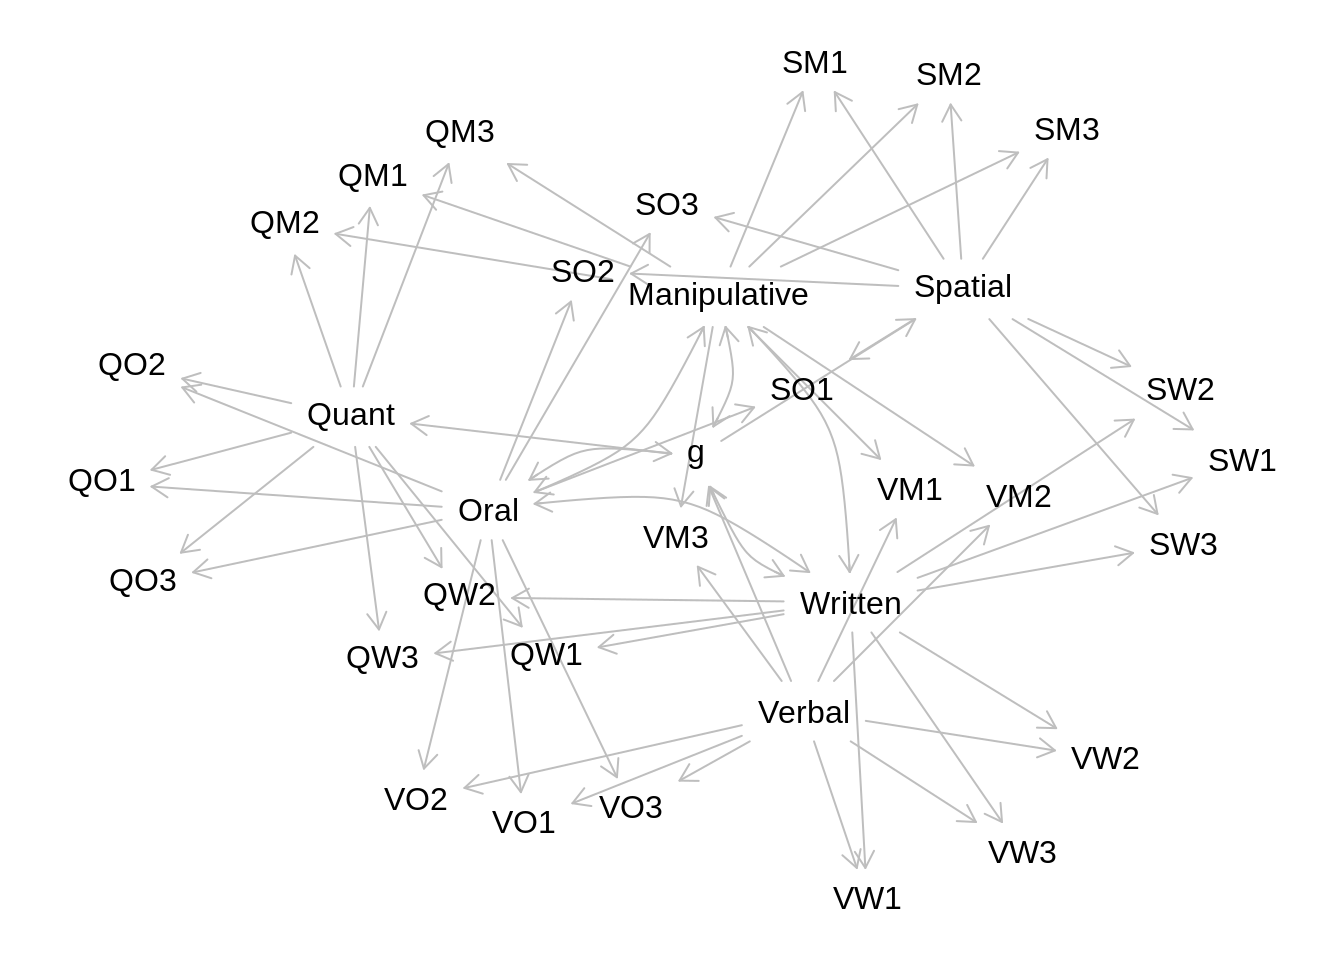 SM1
SM2
SM3
QM3
QM1
SO3
QM2
SO2
Spatial
Manipulative
QO2
SO1
SW2
Quant
g
SW1
QO1
VM1
VM2
Oral
VM3
SW3
QO3
QW2
Written
QW3
QW1
Verbal
VW2
VO2
VO3
VO1
VW3
VW1